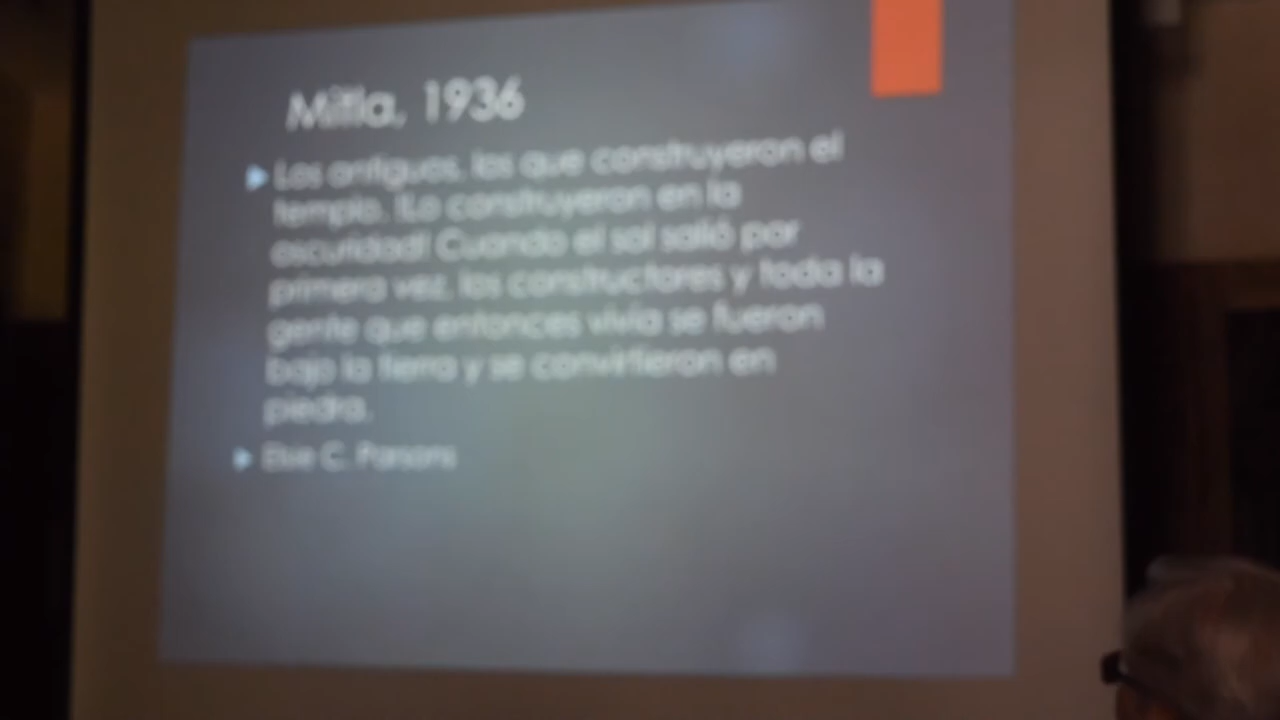 Mitla, 1936
Los antiguos, los que construyeron el
templo. ¡Lo construyeron en la
oscuridad! Cuando el sol salió por
primera vez, los constructores y toda la
gente que entonces vivía se fueron
bajo la tierra y se convirtieron en
piedra.
Elsie C. Parsons